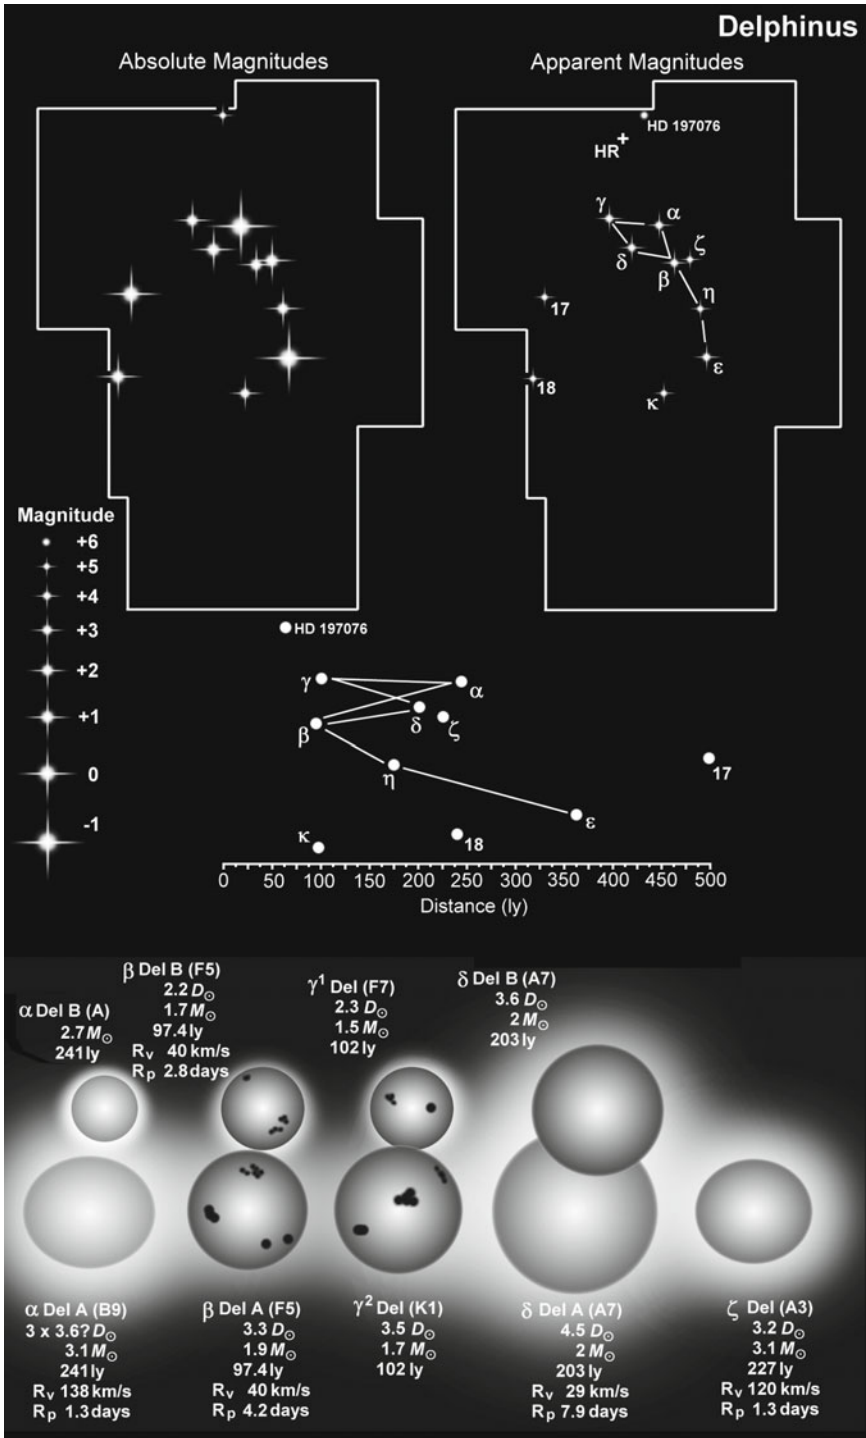 Delphinus
Absolute Magnitudes
Apparent Magnitudes
HD 197076
HR
γ
α
δ
ζ
β
η
17
ε
18
κ
Magnitude
+6
+5
+4
+3
+2
+1
0
-1
HD 197076
γ
α
δ
ζ
β
η
17
ε
κ
18
0 50 100 150 200 250 300 350 400 450 500
Distance (ly)
α Del B (A)
2.7 M☉
241 ly
β Del B (F5)
2.2 D☉
1.7 M☉
97.4 ly
Rv 40 km/s
Rp 2.8 days
γ1 Del (F7)
2.3 D☉
1.5 M☉
102 ly
δ Del B (A7)
3.6 D☉
2 M☉
203 ly
α Del A (B9)
3 x 3.6? D☉
3.1 M☉
241 ly
Rv 138 km/s
Rp 1.3 days
β Del A (F5)
3.3 D☉
1.9 M☉
97.4 ly
Rv 40 km/s
Rp 4.2 days
γ2 Del (K1)
3.5 D☉
1.7 M☉
102 ly
δ Del A (A7)
4.5 D☉
2 M☉
203 ly
Rv 29 km/s
Rp 7.9 days
ζ Del (A3)
3.2 D☉
3.1 M☉
227 ly
Rv 120 km/s
Rp 1.3 days